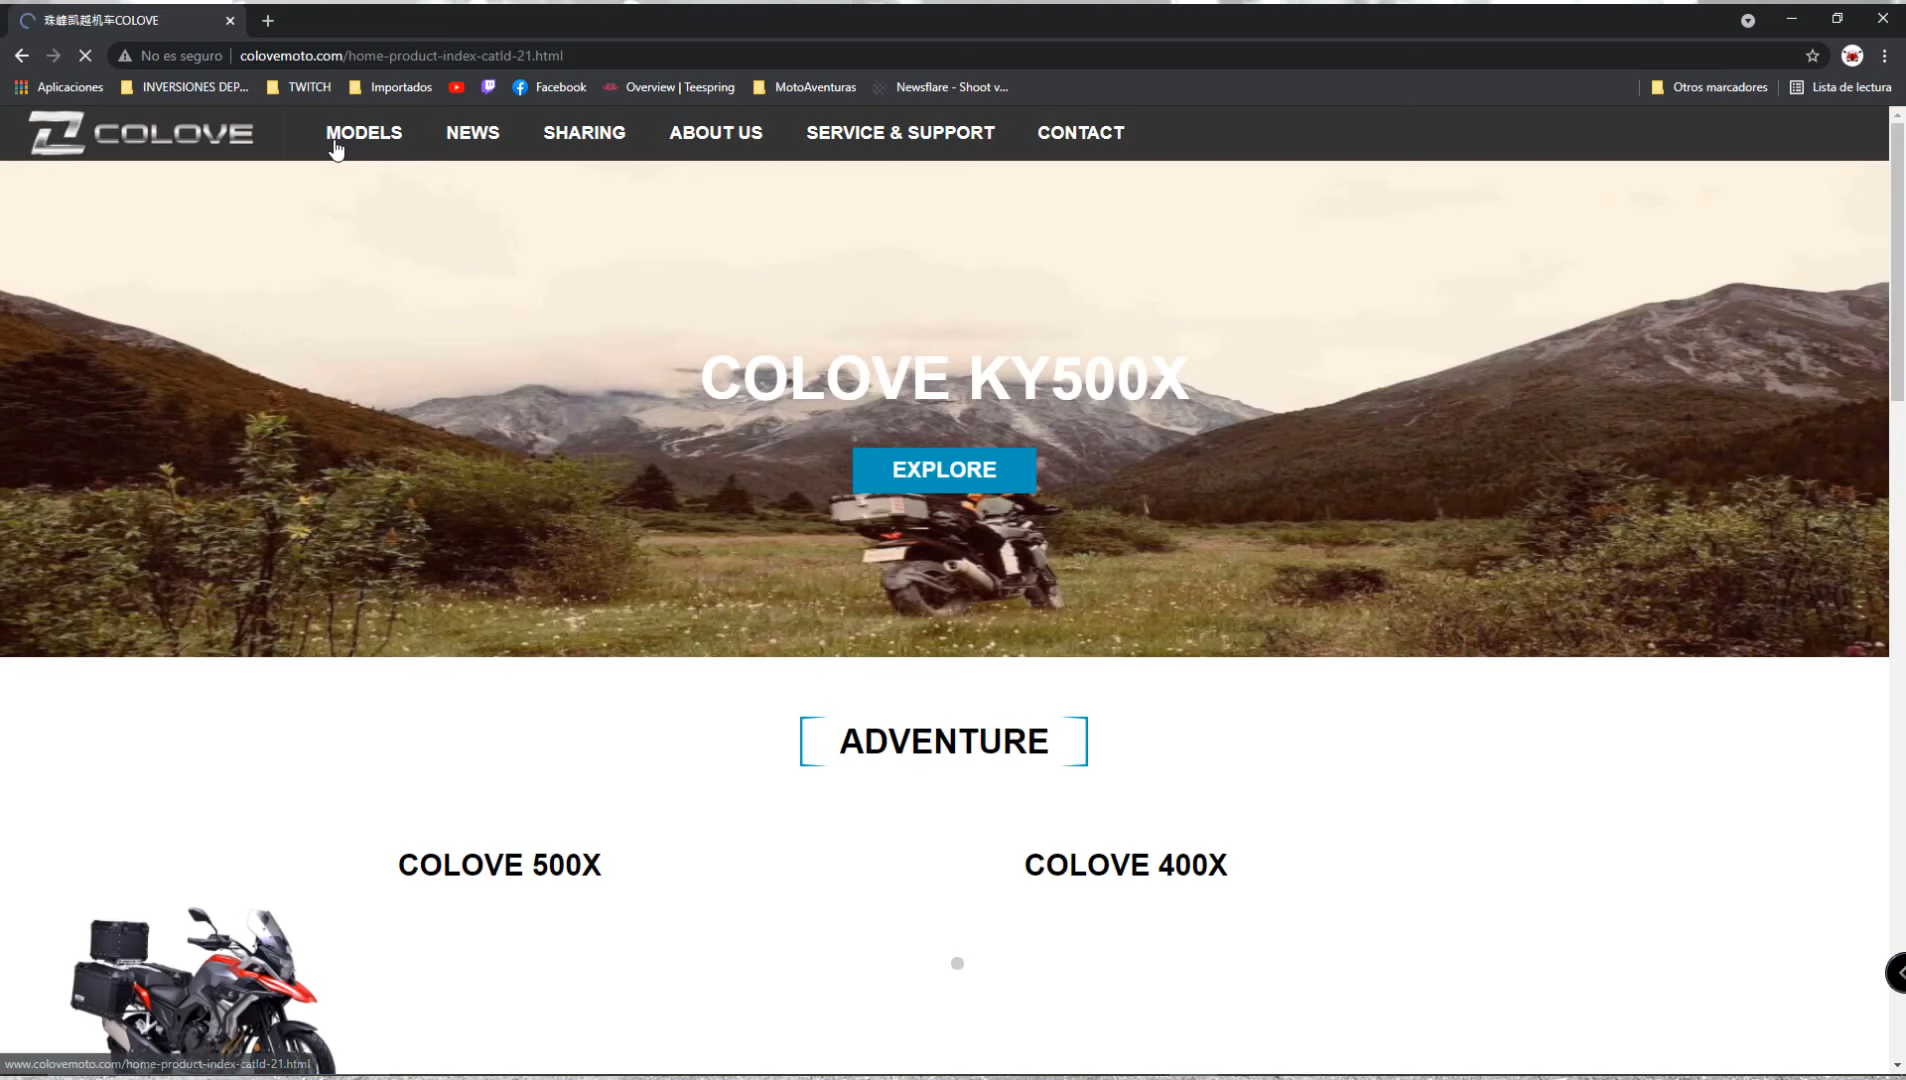 珠峰凯越机车COLOVE
No es seguro
colovemoto.com/home-product-index-catId-21.html
Aplicaciones
INVERSIONES DEP...
TWITCH
Importados
Facebook
Overview | Teespring
MotoAventuras
Newsflare - Shoot v...
Otros marcadores
Lista de lectura
COLOVE
MODELS
NEWS
SHARING
ABOUT US
SERVICE & SUPPORT
CONTACT
COLOVE KY500X
EXPLORE
ADVENTURE
COLOVE 500X
COLOVE 400X
www.colovemoto.com/home-product-index-catId-21.html